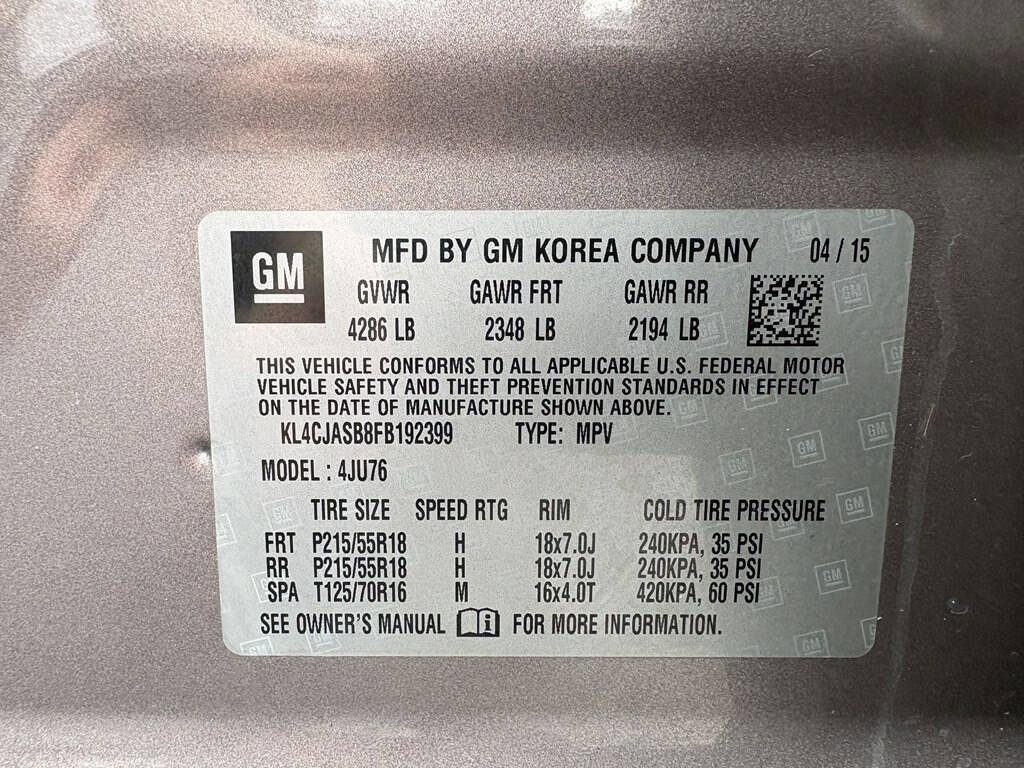 GM MFD BY GM KOREA COMPANY 04 / 15
GVWR GAWR FRT GAWR RR
4286 LB 2348 LB 2194 LB
THIS VEHICLE CONFORMS TO ALL APPLICABLE U.S. FEDERAL MOTOR
VEHICLE SAFETY AND THEFT PREVENTION STANDARDS IN EFFECT
ON THE DATE OF MANUFACTURE SHOWN ABOVE.
KL4CJASB8FB192399 TYPE: MPV
MODEL : 4JU76
TIRE SIZE SPEED RTG RIM COLD TIRE PRESSURE
FRT P215/55R18 H 18x7.0J 240KPA, 35 PSI
RR P215/55R18 H 18x7.0J 240KPA, 35 PSI
SPA T125/70R16 M 16x4.0T 420KPA, 60 PSI
SEE OWNER'S MANUAL i FOR MORE INFORMATION.